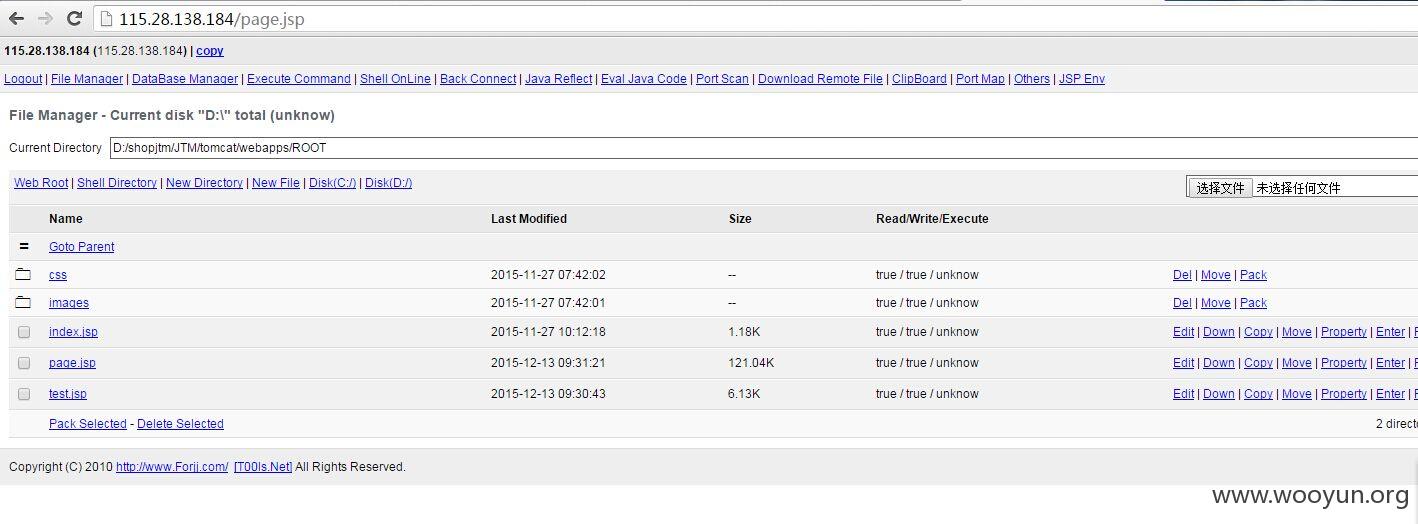 115.28.138.184/page.jsp
115.28.138.184 (115.28.138.184) | copy
Logout | File Manager | DataBase Manager | Execute Command | Shell OnLine | Back Connect | Java Reflect | Eval Java Code | Port Scan | Download Remote File | ClipBoard | Port Map | Others | JSP Env
File Manager - Current disk "D:\" total (unknow)
Current Directory D:/shopjtm/JTM/tomcat/webapps/ROOT
Web Root | Shell Directory | New Directory | New File | Disk(C:/) | Disk(D:/) 选择文件 未选择任何文件
Name Last Modified Size Read/Write/Execute
= Goto Parent
css 2015-11-27 07:42:02 -- true / true / unknow Del | Move | Pack
images 2015-11-27 07:42:01 -- true / true / unknow Del | Move | Pack
index.jsp 2015-11-27 10:12:18 1.18K true / true / unknow Edit | Down | Copy | Move | Property | Enter |
page.jsp 2015-12-13 09:31:21 121.04K true / true / unknow Edit | Down | Copy | Move | Property | Enter |
test.jsp 2015-12-13 09:30:43 6.13K true / true / unknow Edit | Down | Copy | Move | Property | Enter |
Pack Selected - Delete Selected 2 direct
Copyright (C) 2010 http://www.Forjj.com/ [T00ls.Net] All Rights Reserved.
www.wooyun.org